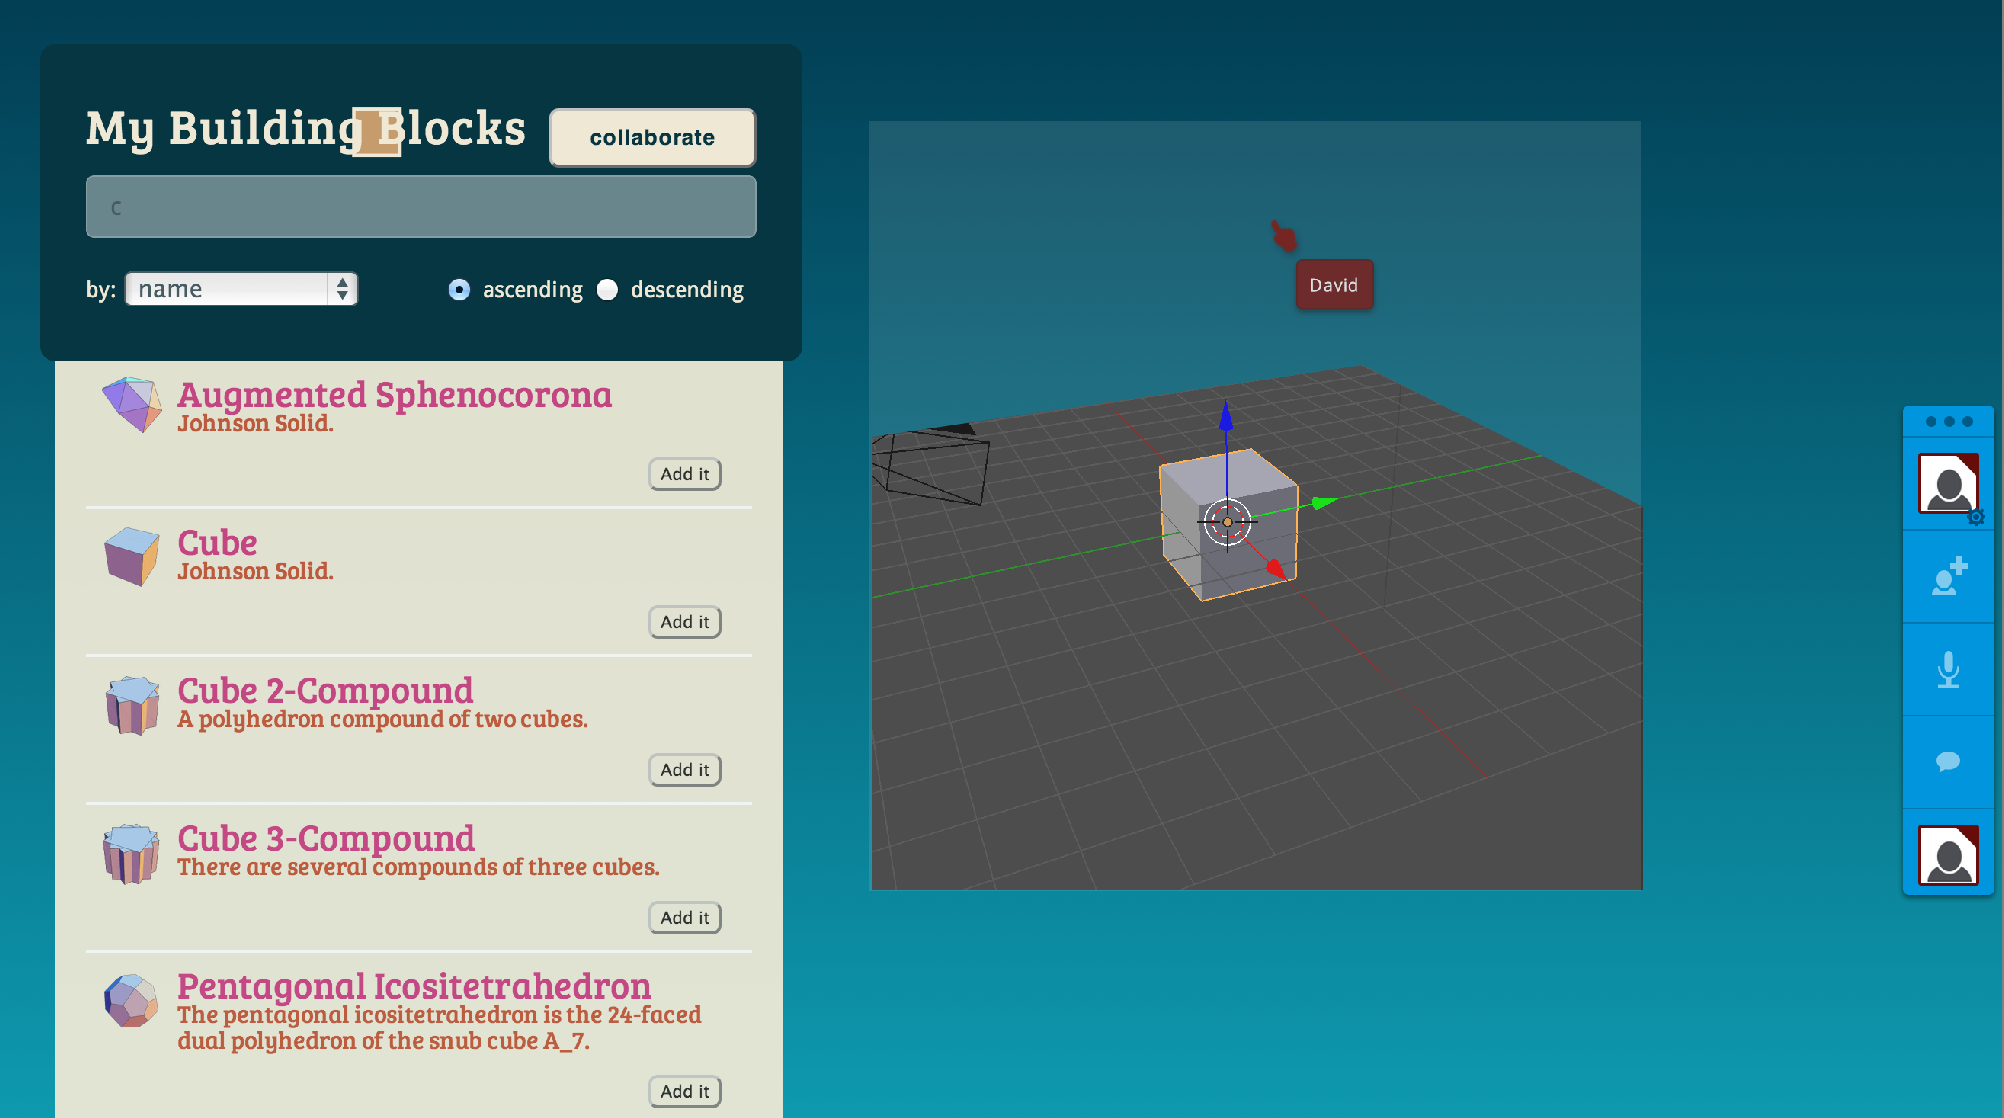 My Building Blocks
collaborate
c
by: name ascending descending
David
Augmented Sphenocorona
Johnson Solid.
Add it
Cube
Johnson Solid.
Add it
Cube 2-Compound
A polyhedron compound of two cubes.
Add it
Cube 3-Compound
There are several compounds of three cubes.
Add it
Pentagonal Icositetrahedron
The pentagonal icositetrahedron is the 24-faced
dual polyhedron of the snub cube A_7.
Add it